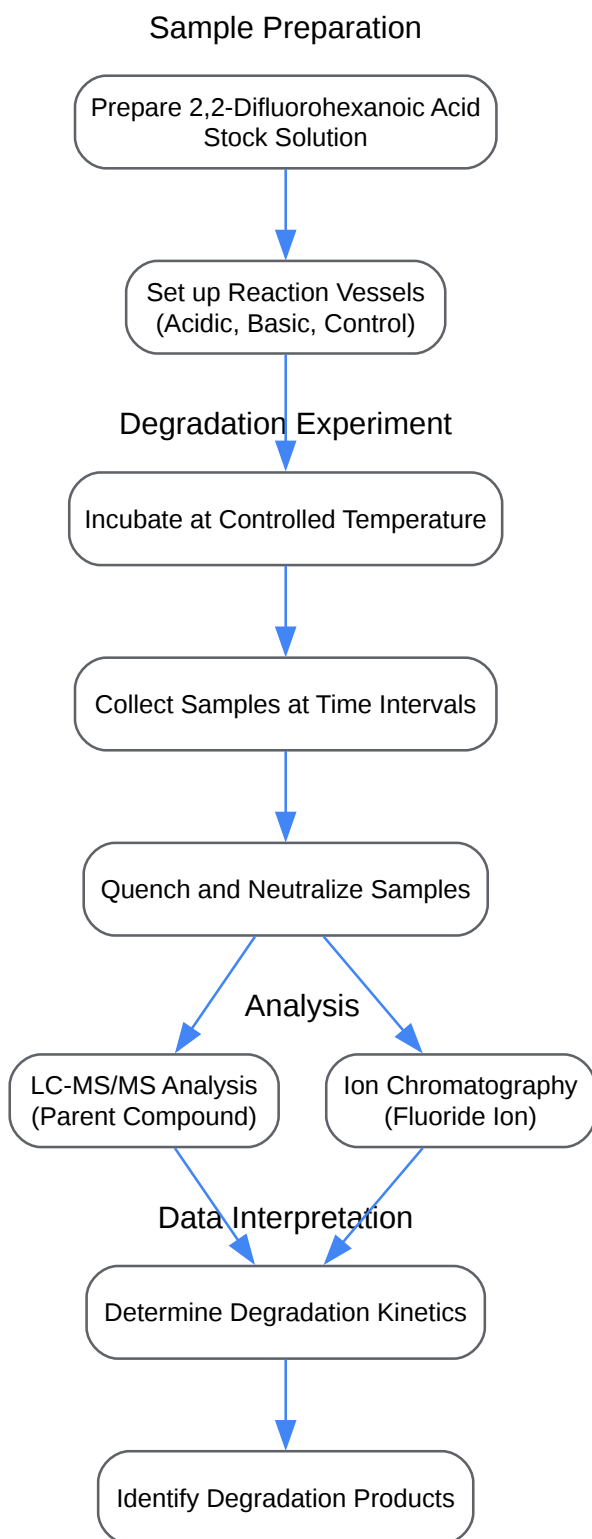 Sample Preparation
Prepare 2,2-Difluorohexanoic Acid
Stock Solution
Set up Reaction Vessels
(Acidic, Basic, Control)
Degradation Experiment
Incubate at Controlled Temperature
Collect Samples at Time Intervals
Quench and Neutralize Samples
Analysis
LC-MS/MS Analysis
(Parent Compound)
Ion Chromatography
(Fluoride Ion)
Data Interpretation
Determine Degradation Kinetics
Identify Degradation Products